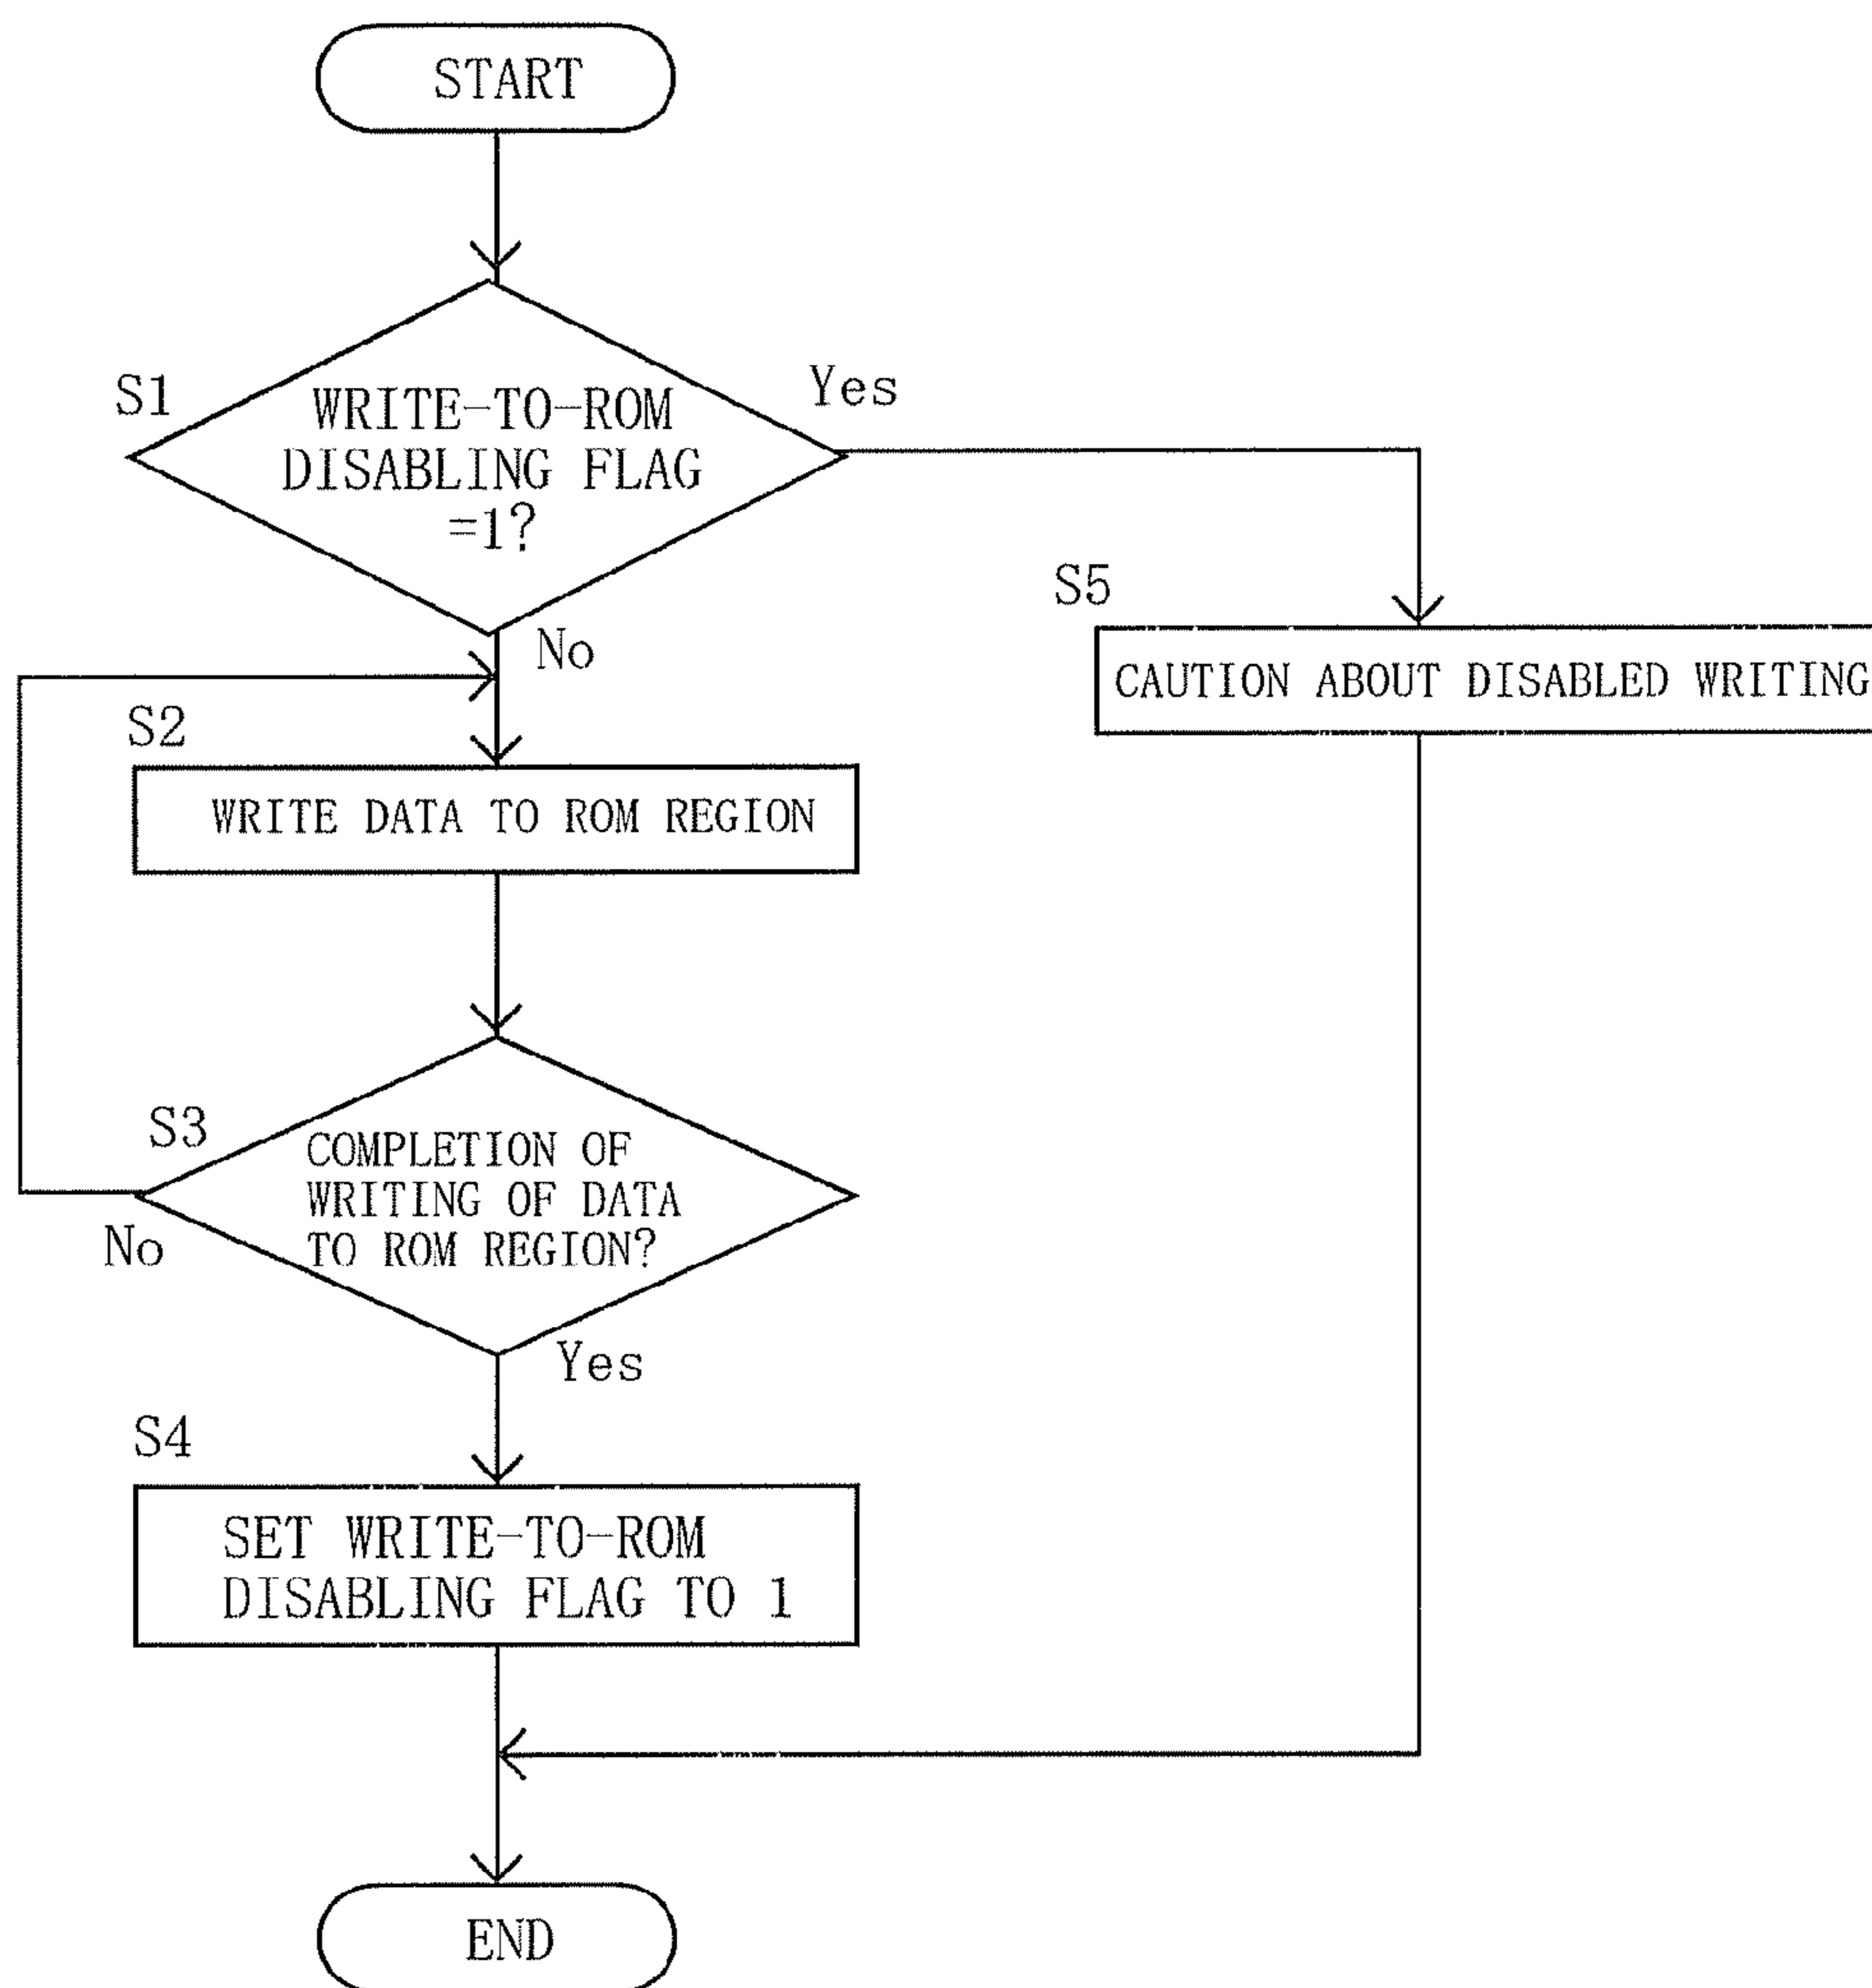 START
S1
WRITE-TO-ROM
DISABLING FLAG
=1?
Yes
No
S5
CAUTION ABOUT DISABLED WRITING
S2
WRITE DATA TO ROM REGION
S3
COMPLETION OF
WRITING OF DATA
TO ROM REGION?
No
Yes
S4
SET WRITE-TO-ROM
DISABLING FLAG TO 1
END